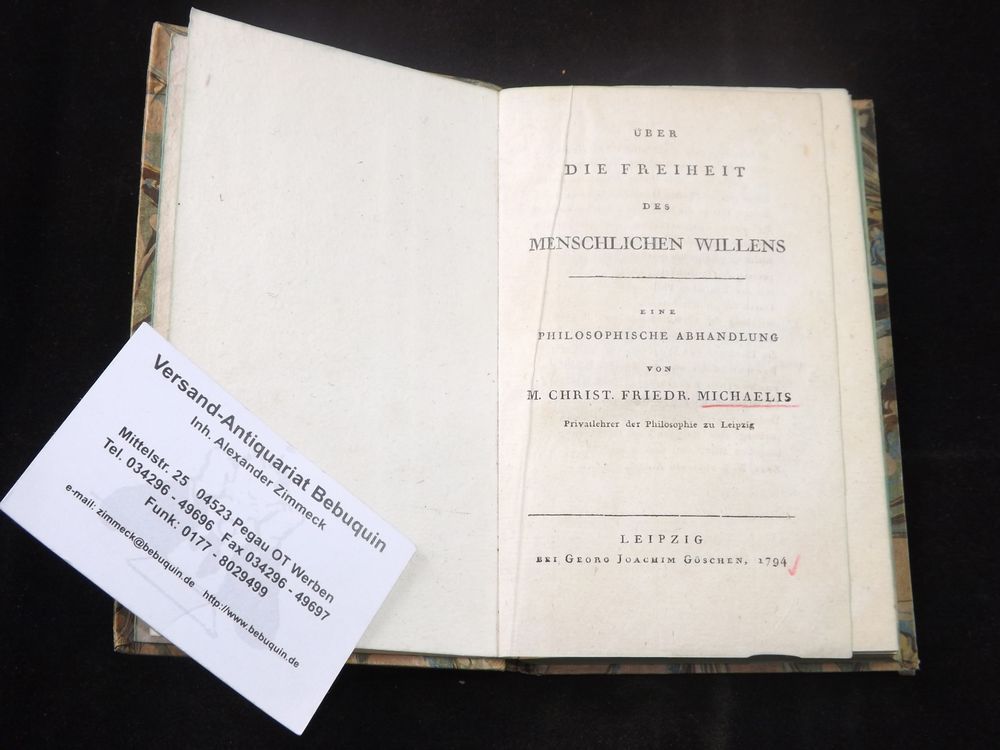 ÜBER
DIE FREIHEIT
DES
MENSCHLICHEN WILLENS
EINE
PHILOSOPHISCHE ABHANDLUNG
VON
M. CHRIST. FRIEDR. MICHAELIS
Privatlehrer der Philosophie zu Leipzig
LEIPZIG
BEI GEORG JOACHIM GÖSCHEN, 1794
Versand-Antiquariat Bebuquin
Inh. Alexander Zimmeck
Mittelstr. 25 04523 Pegau OT Werben
Tel. 034296 - 49696 Fax 034296 - 49697
Funk: 0177 - 8029499
e-mail: zimmeck@bebuquin.de http://www.bebuquin.de